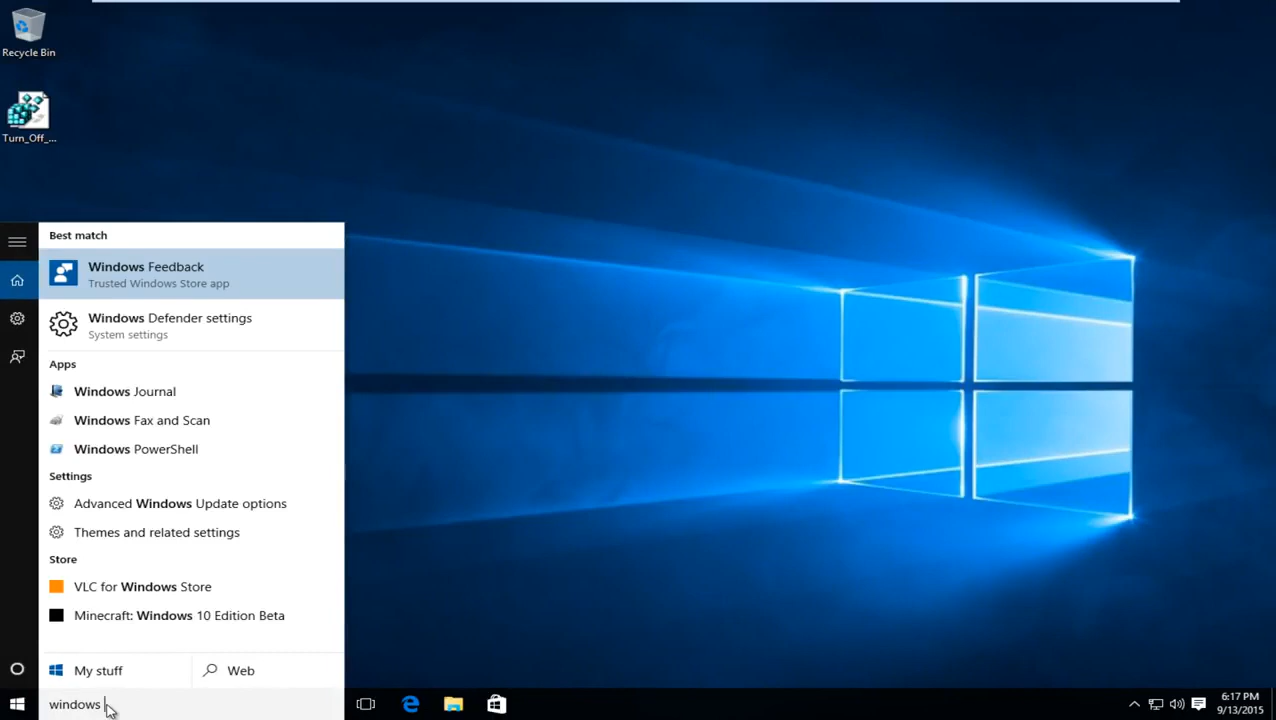 Recycle Bin
Turn_Off_...
Best match
Windows Feedback
Trusted Windows Store app
Windows Defender settings
System settings
Apps
Windows Journal
Windows Fax and Scan
Windows PowerShell
Settings
Advanced Windows Update options
Themes and related settings
Store
VLC for Windows Store
Minecraft: Windows 10 Edition Beta
My stuff
Web
windows
6:17 PM
9/13/2015